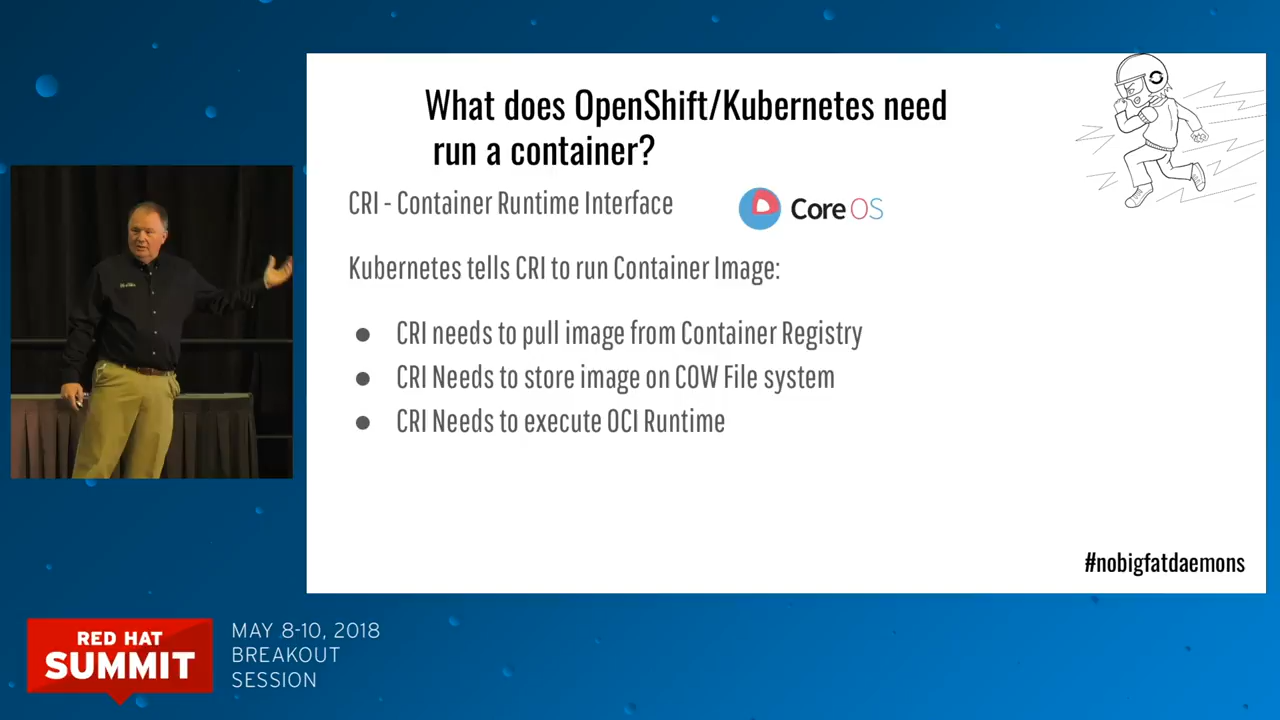 What does OpenShift/Kubernetes need
run a container?
CRI - Container Runtime Interface
Core OS
Kubernetes tells CRI to run Container Image:
● CRI needs to pull image from Container Registry
● CRI Needs to store image on COW File system
● CRI Needs to execute OCI Runtime
#nobigfatdaemons
RED HAT
SUMMIT
MAY 8-10, 2018
BREAKOUT
SESSION